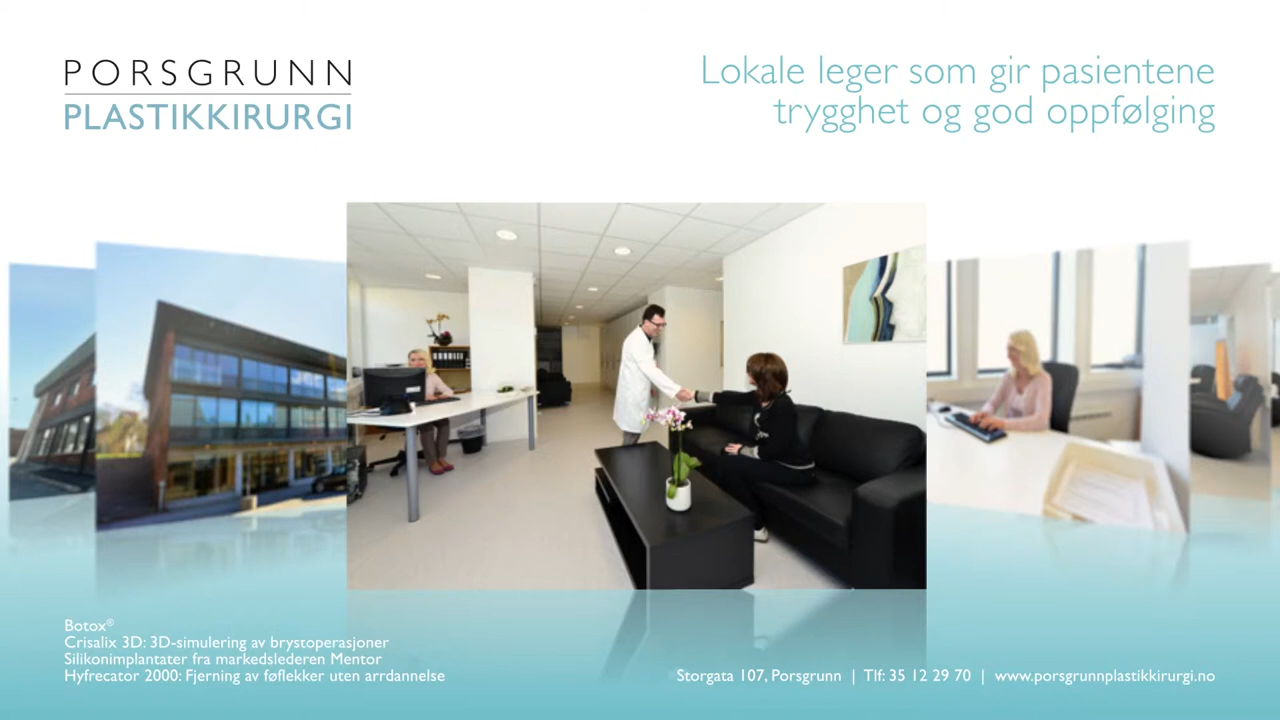 PORSGRUNN
PLASTIKKIRURGI
Lokale leger som gir pasientene
trygghet og god oppfølging
Botox®
Crisalix 3D: 3D-simulering av brystoperasjoner
Silikonimplantater fra markedslederen Mentor
Hyfrecator 2000: Fjerning av føflekker uten arrdannelse
Storgata 107, Porsgrunn | Tlf: 35 12 29 70 | www.porsgrunnplastikkirurgi.no